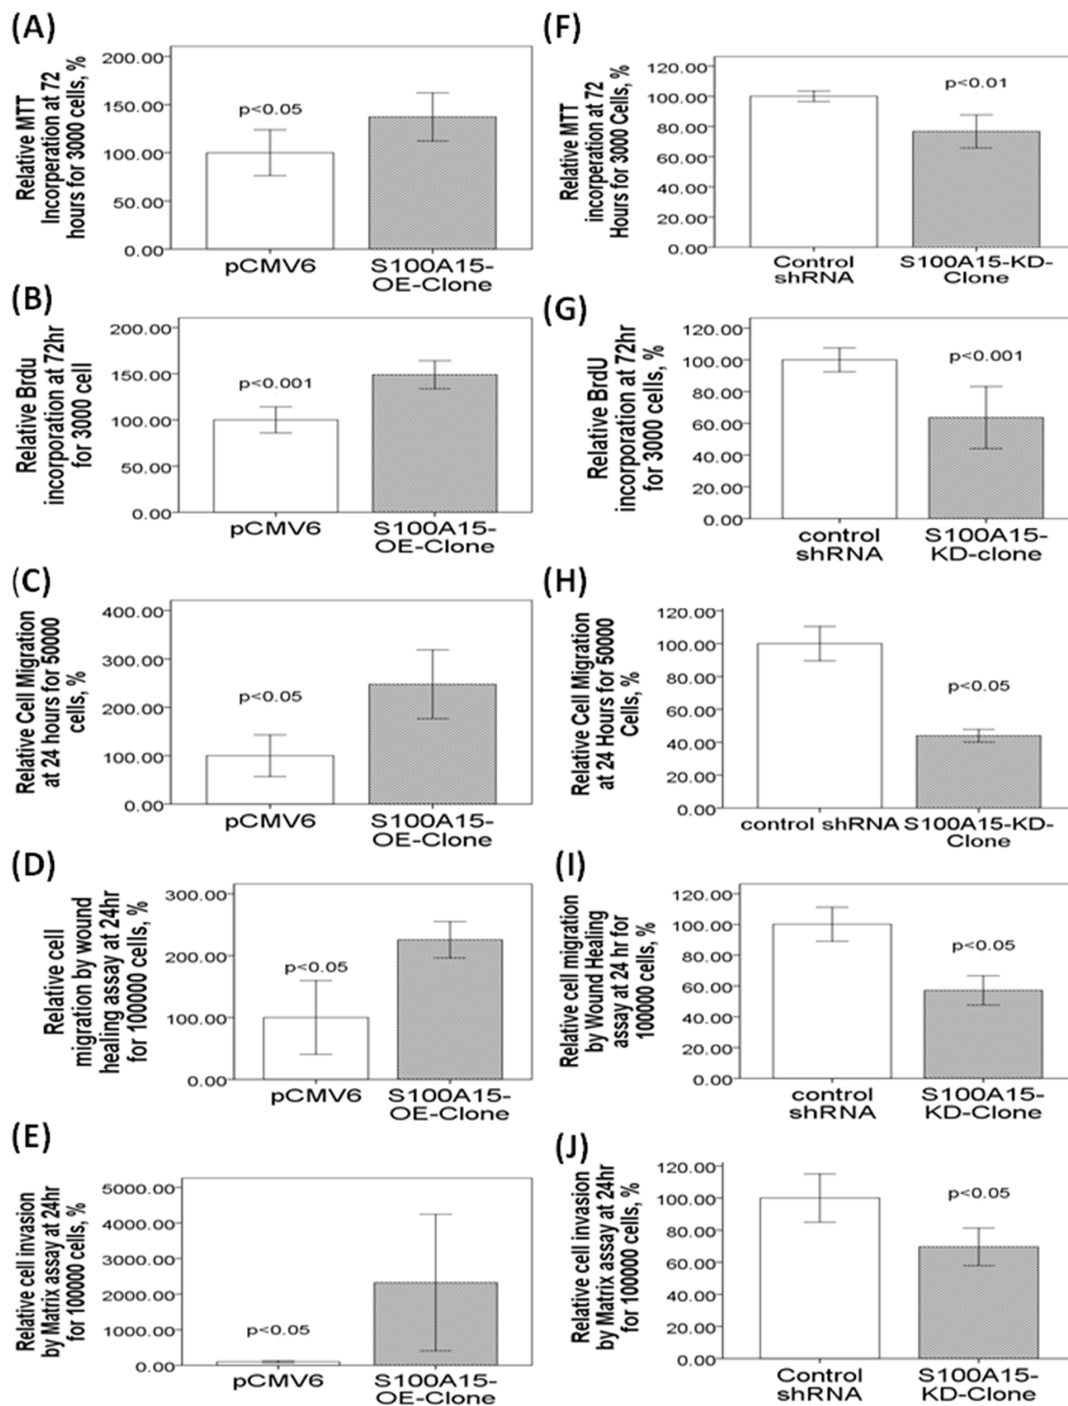 (A)
Relative MTT
Incorperation at 72
hours for 3000 cells, %
200.00
150.00
100.00
50.00
0.00
p<0.05
pCMV6
S100A15-
OE-Clone
(F)
Relative MTT
incorperation at 72
Hours for 3000 Cells, %
120.00
100.00
80.00
60.00
40.00
20.00
0.00
p<0.01
Control
shRNA
S100A15-KD-
Clone
(B)
Relative Brdu
incorporation at 72hr
for 3000 cell
200.00
150.00
100.00
50.00
0.00
p<0.001
pCMV6
S100A15-
OE-Clone
(G)
Relative BrdU
incorporation at 72hr
for 3000 cells, %
120.00
100.00
80.00
60.00
40.00
20.00
0.00
p<0.001
control
shRNA
S100A15-
KD-clone
(C)
Relative Cell Migration
at 24 hours for 50000
cells, %
400.00
300.00
200.00
100.00
0.00
p<0.05
pCMV6
S100A15-
OE-Clone
(H)
Relative Cell Migration
at 24 Hours for 50000
Cells, %
120.00
100.00
80.00
60.00
40.00
20.00
0.00
p<0.05
control shRNA
S100A15-KD-
Clone
(D)
Relative cell
migration by wound
healing assay at 24hr
for 100000 cells, %
300.00
200.00
100.00
0.00
p<0.05
pCMV6
S100A15-
OE-Clone
(I)
Relative cell migration
by Wound Healing
assay at 24 hr for
100000 cells, %
120.00
100.00
80.00
60.00
40.00
20.00
0.00
p<0.05
control
shRNA
S100A15-
KD-Clone
(E)
Relative cell invasion
by Matrix assay at 24hr
for 100000 cells, %
5000.00
4000.00
3000.00
2000.00
1000.00
0.00
p<0.05
pCMV6
S100A15-
OE-Clone
(J)
Relative cell invasion
by Matrix assay at 24hr
for 100000 cells, %
120.00
100.00
80.00
60.00
40.00
20.00
0.00
p<0.05
Control
shRNA
S100A15-
KD-Clone